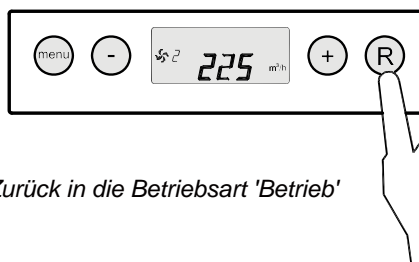 menu - 2 225 m³/h + R
Zurück in die Betriebsart 'Betrieb'